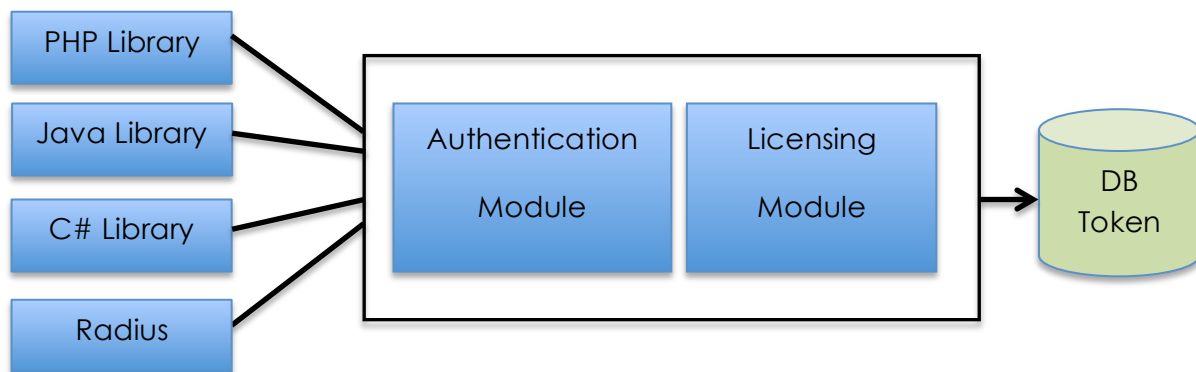 PHP Library
Java Library
C# Library
Radius
Authentication
Module
Licensing
Module
DB
Token